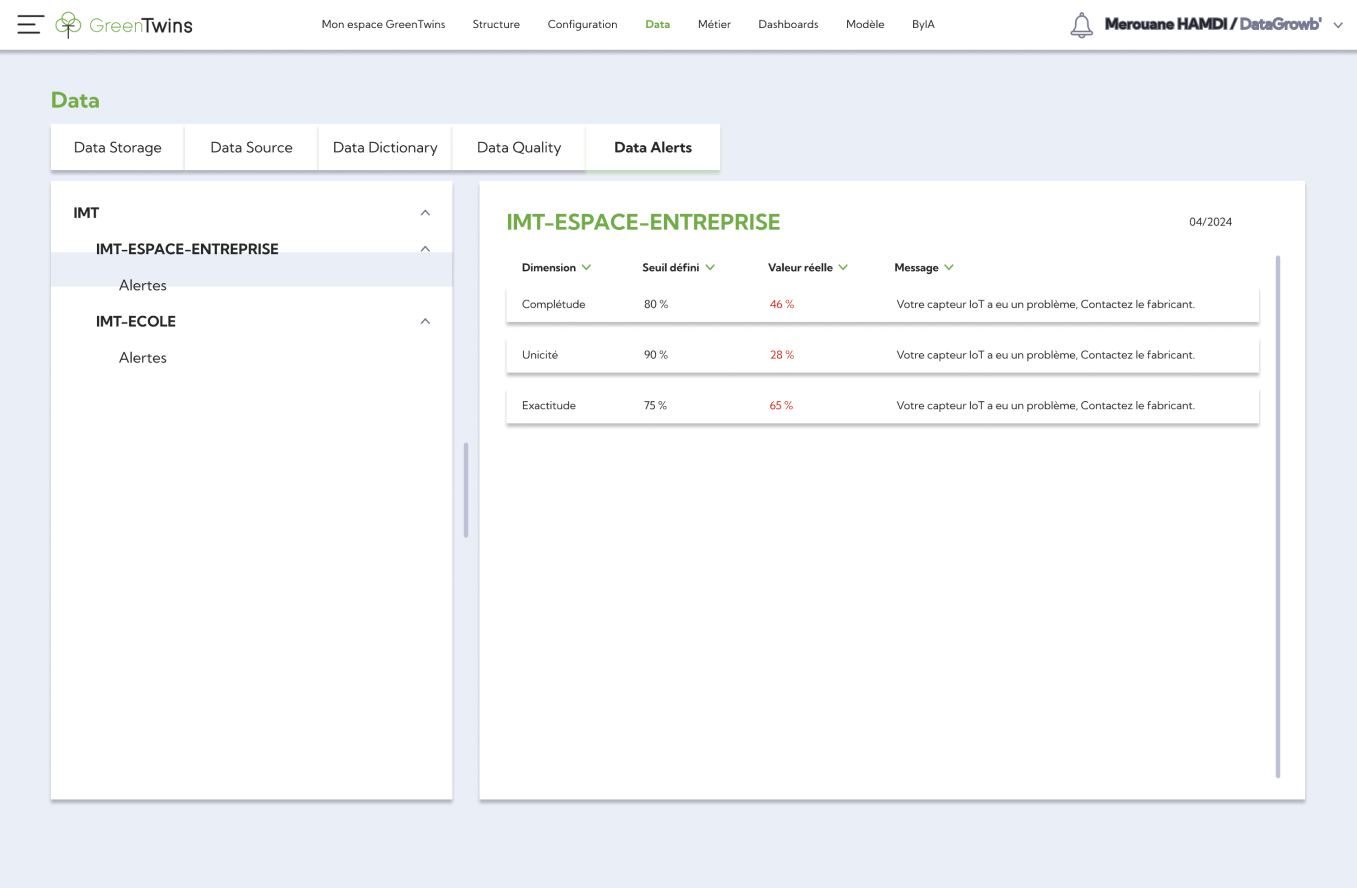 GreenTwins
Mon espace GreenTwins Structure Configuration Data Métier Dashboards Modèle ByIA
Merouane HAMDI / DataGrowb'
Data
Data Storage Data Source Data Dictionary Data Quality Data Alerts
IMT
IMT-ESPACE-ENTREPRISE
Alertes
IMT-ECOLE
Alertes
IMT-ESPACE-ENTREPRISE
04/2024
Dimension Seuil défini Valeur réelle Message
Complétude 80 % 46 % Votre capteur IoT a eu un problème, Contactez le fabricant.
Unicité 90 % 28 % Votre capteur IoT a eu un problème, Contactez le fabricant.
Exactitude 75 % 65 % Votre capteur IoT a eu un problème, Contactez le fabricant.